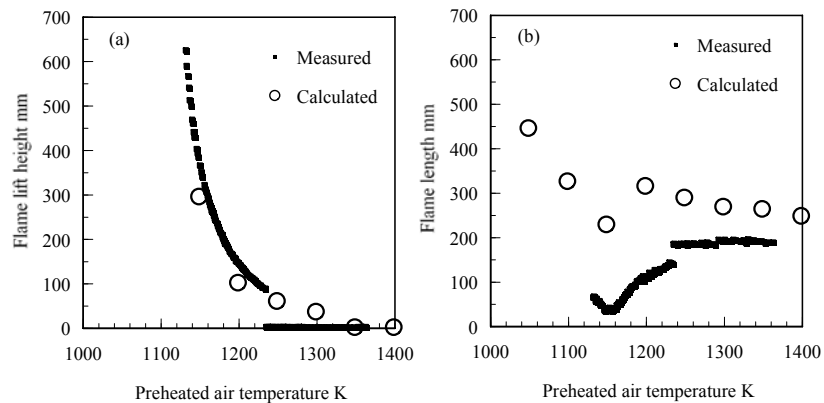 (a)
Measured
Calculated
Flame lift height mm
700
600
500
400
300
200
100
0
1000 1100 1200 1300 1400
Preheated air temperature K
(b)
Measured
Calculated
Flame length mm
700
600
500
450
400
300
200
100
0
1000 1100 1200 1300 1400
Preheated air temperature K